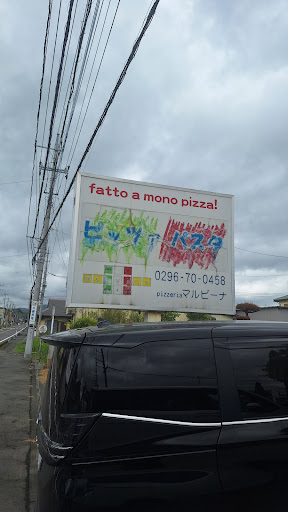 fatto a mono pizza!
ピッツァ パスタ
0296-70-0458
pizzeriaマルピーナ